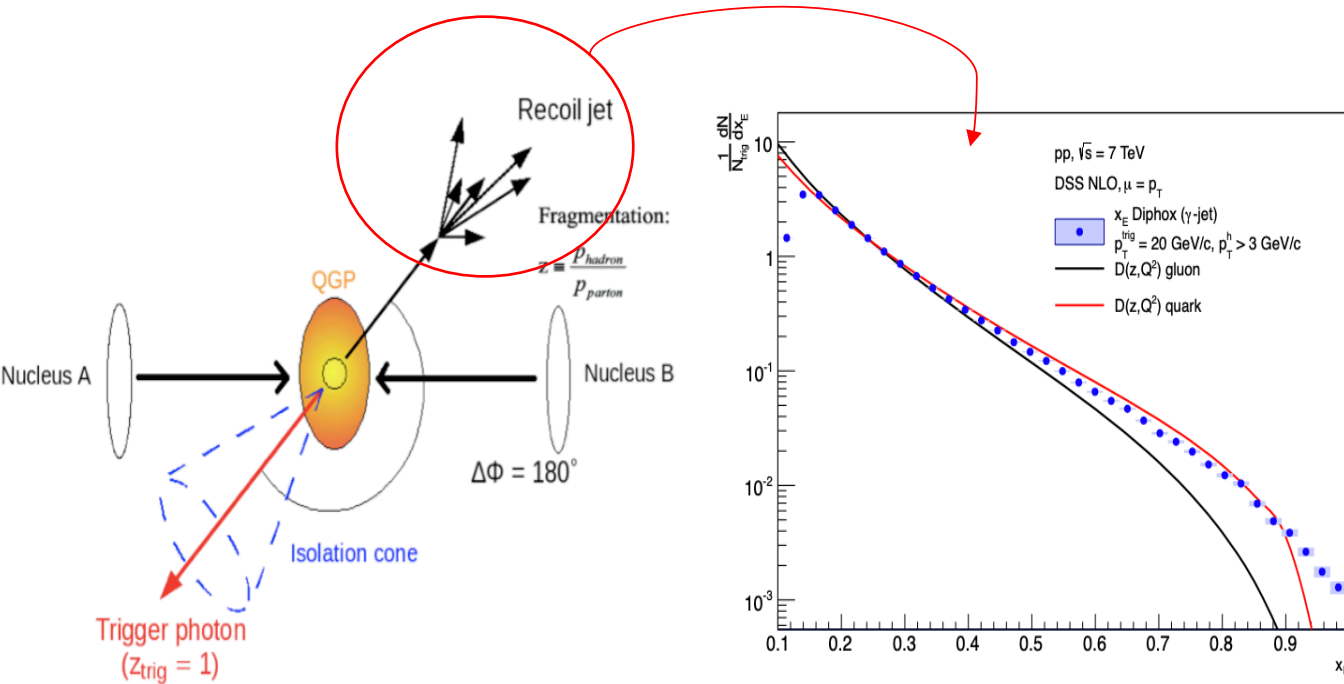 Recoil jet
Fragmentation:
z ≡ p_hadron / p_parton
QGP
Nucleus A
Nucleus B
ΔΦ = 180°
Isolation cone
Trigger photon
(z_trig = 1)
1/N_trig dN/dx_E
pp, √s = 7 TeV
DSS NLO, μ = p_T
x_E Diphox (γ-jet)
p_T^trig = 20 GeV/c, p_T^h > 3 GeV/c
D(z,Q²) gluon
D(z,Q²) quark
10
1
10⁻¹
10⁻²
10⁻³
0.1 0.2 0.3 0.4 0.5 0.6 0.7 0.8 0.9
x